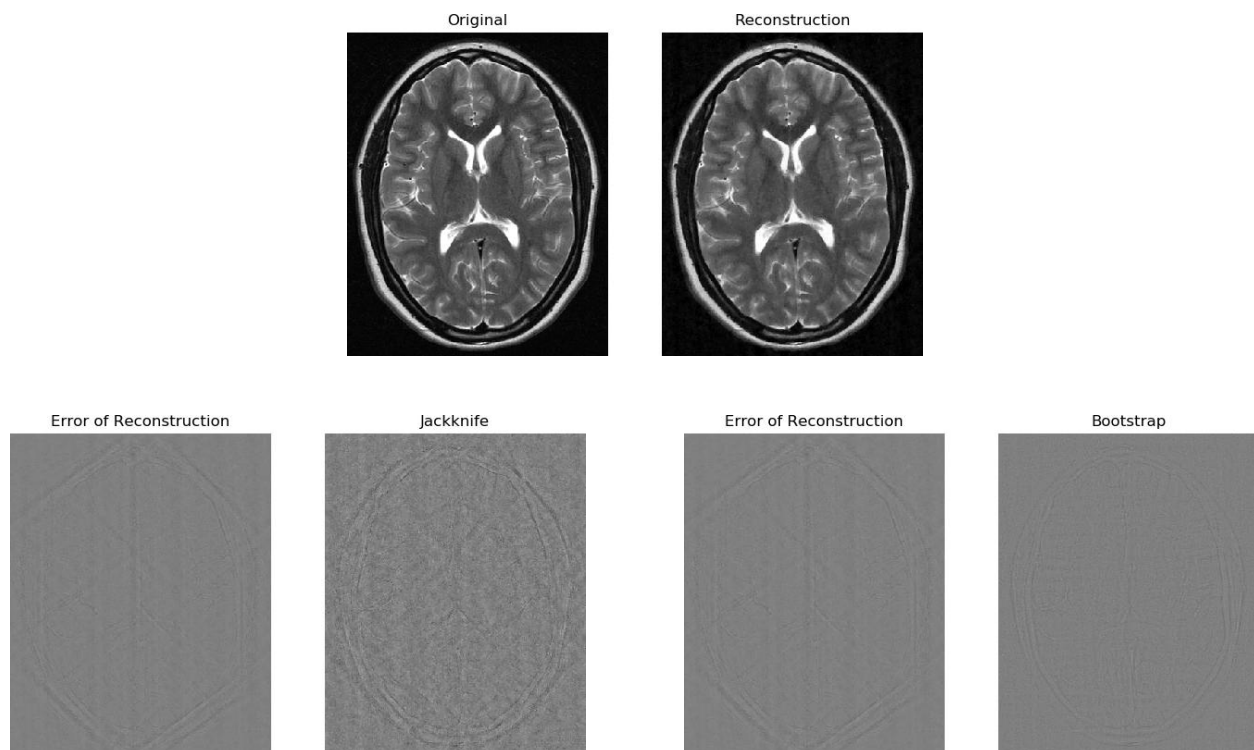 Original
Reconstruction
Error of Reconstruction
Jackknife
Error of Reconstruction
Bootstrap